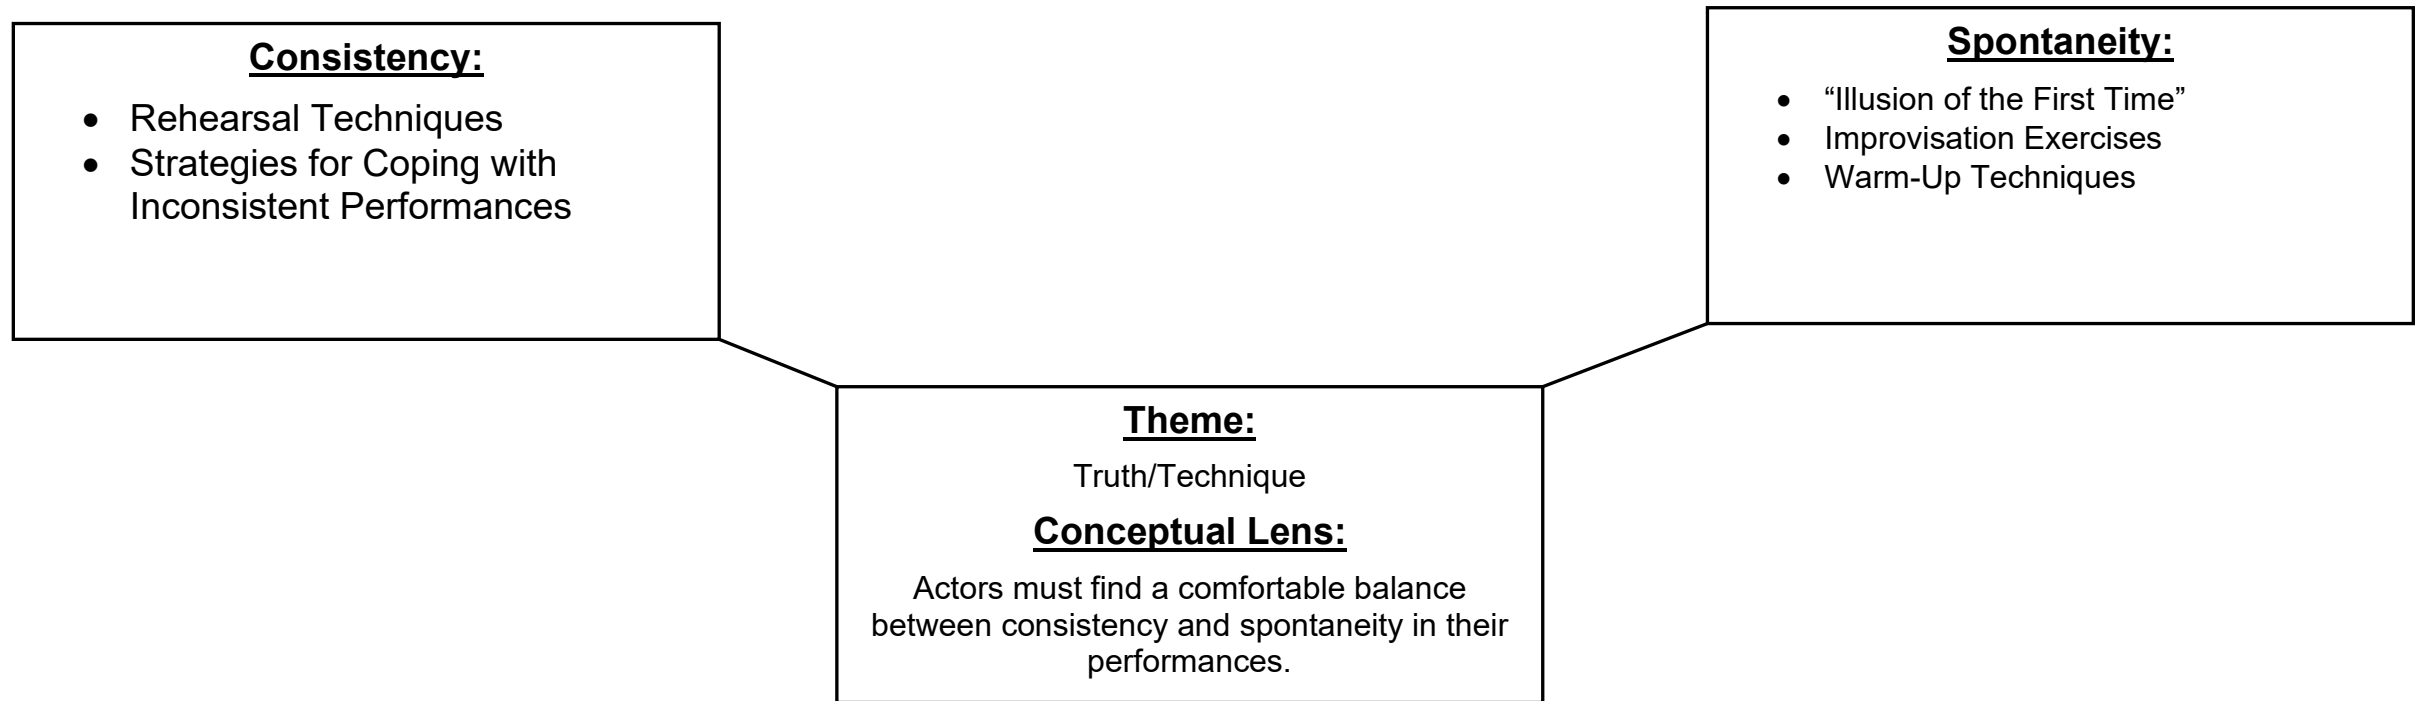 Consistency:
• Rehearsal Techniques
• Strategies for Coping with
Inconsistent Performances
Spontaneity:
• “Illusion of the First Time”
• Improvisation Exercises
• Warm-Up Techniques
Theme:
Truth/Technique
Conceptual Lens:
Actors must find a comfortable balance
between consistency and spontaneity in their
performances.